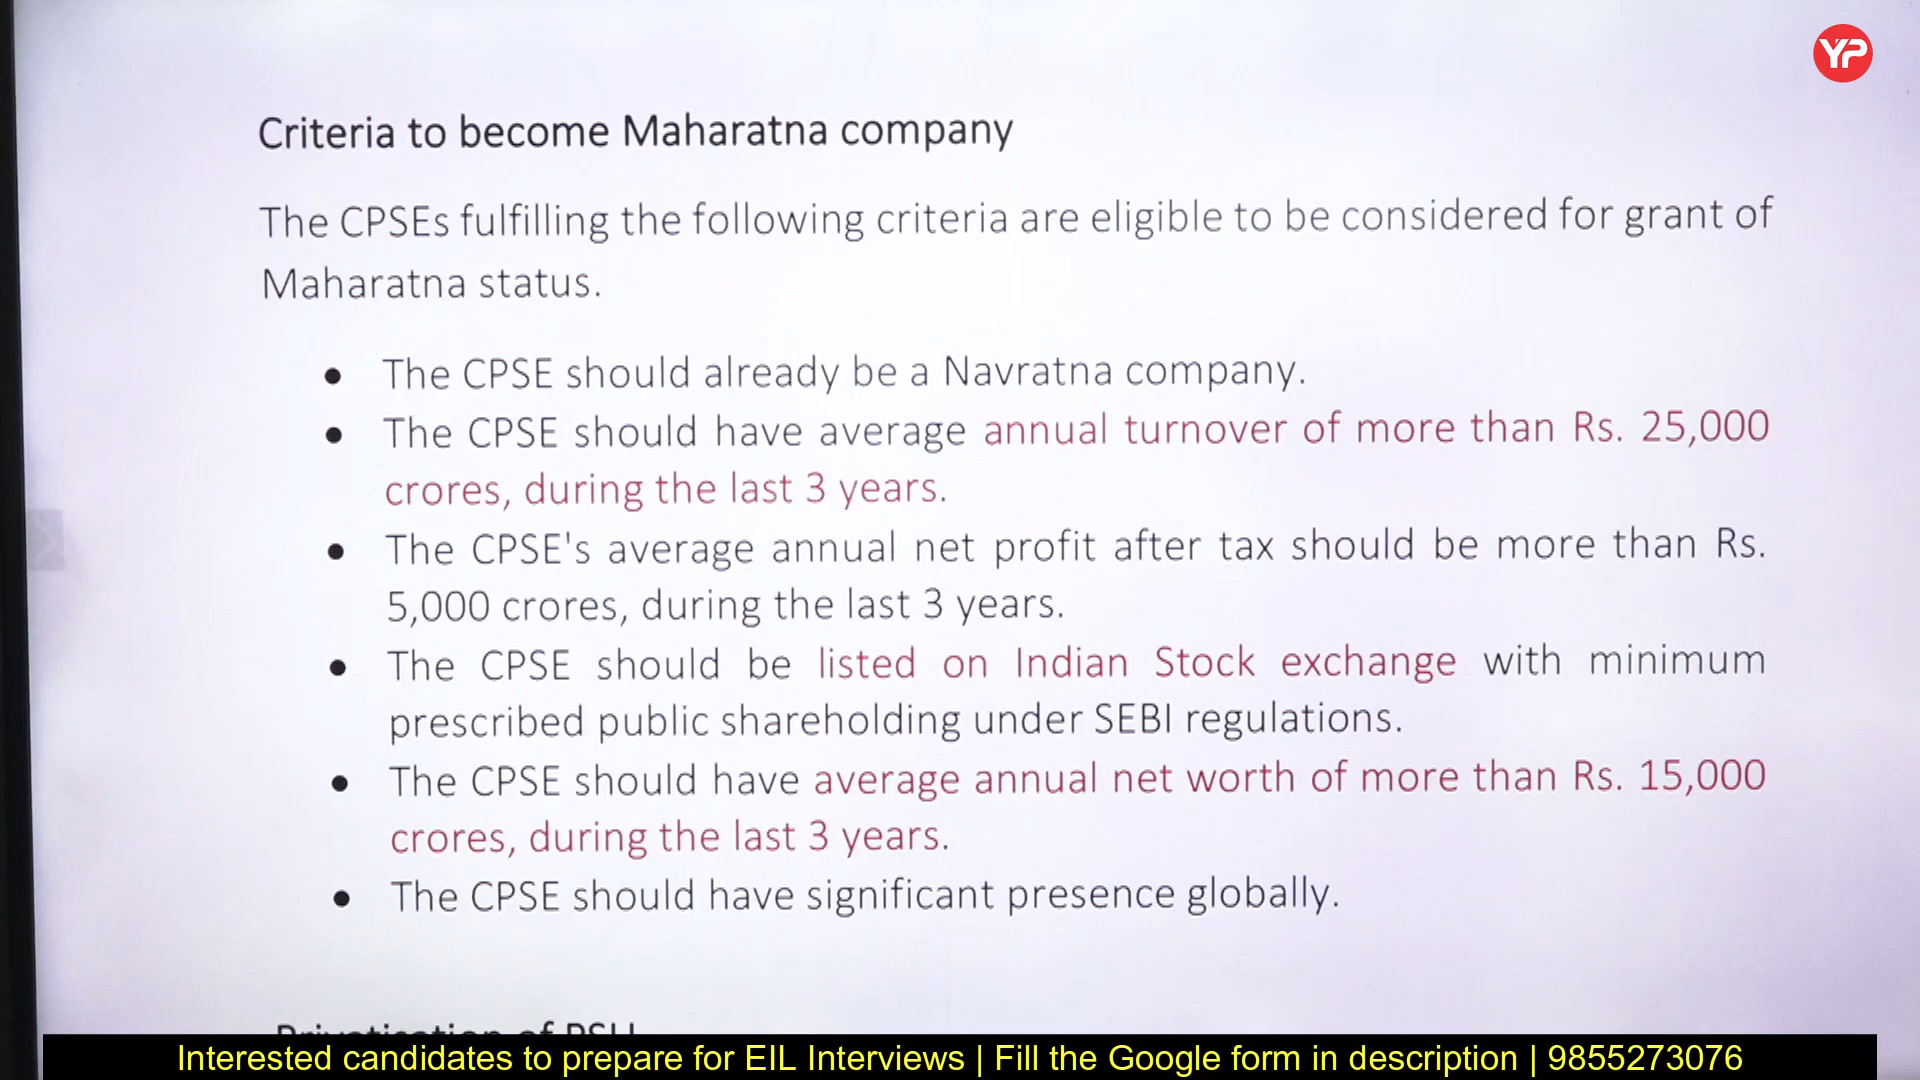 YP
Criteria to become Maharatna company
The CPSEs fulfilling the following criteria are eligible to be considered for grant of
Maharatna status.
• The CPSE should already be a Navratna company.
• The CPSE should have average annual turnover of more than Rs. 25,000
crores, during the last 3 years.
• The CPSE's average annual net profit after tax should be more than Rs.
5,000 crores, during the last 3 years.
• The CPSE should be listed on Indian Stock exchange with minimum
prescribed public shareholding under SEBI regulations.
• The CPSE should have average annual net worth of more than Rs. 15,000
crores, during the last 3 years.
• The CPSE should have significant presence globally.
Privatisation of PSU
Interested candidates to prepare for EIL Interviews | Fill the Google form in description | 9855273076